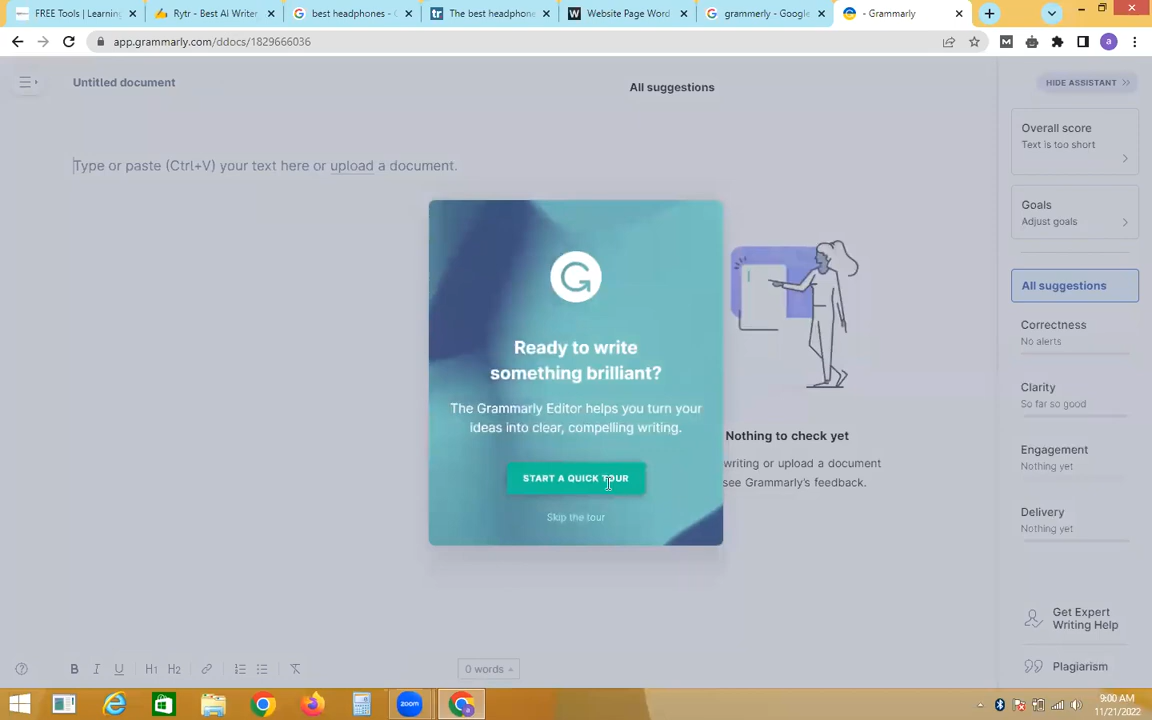 FREE Tools | Learning
Rytr - Best AI Writer
best headphones - G
The best headphone
Website Page Word
grammerly - Google
- Grammarly
app.grammarly.com/ddocs/1829666036
a
Untitled document
All suggestions
HIDE ASSISTANT
Type or paste (Ctrl+V) your text here or upload a document.
Overall score
Text is too short
Goals
Adjust goals
All suggestions
Correctness
No alerts
Clarity
So far so good
Engagement
Nothing yet
Delivery
Nothing yet
Ready to write
something brilliant?
The Grammarly Editor helps you turn your
ideas into clear, compelling writing.
START A QUICK TOUR
Skip the tour
Nothing to check yet
writing or upload a document
see Grammarly's feedback.
Get Expert
Writing Help
Plagiarism
B I U H1 H2
0 words
zoom
9:00 AM
11/21/2022